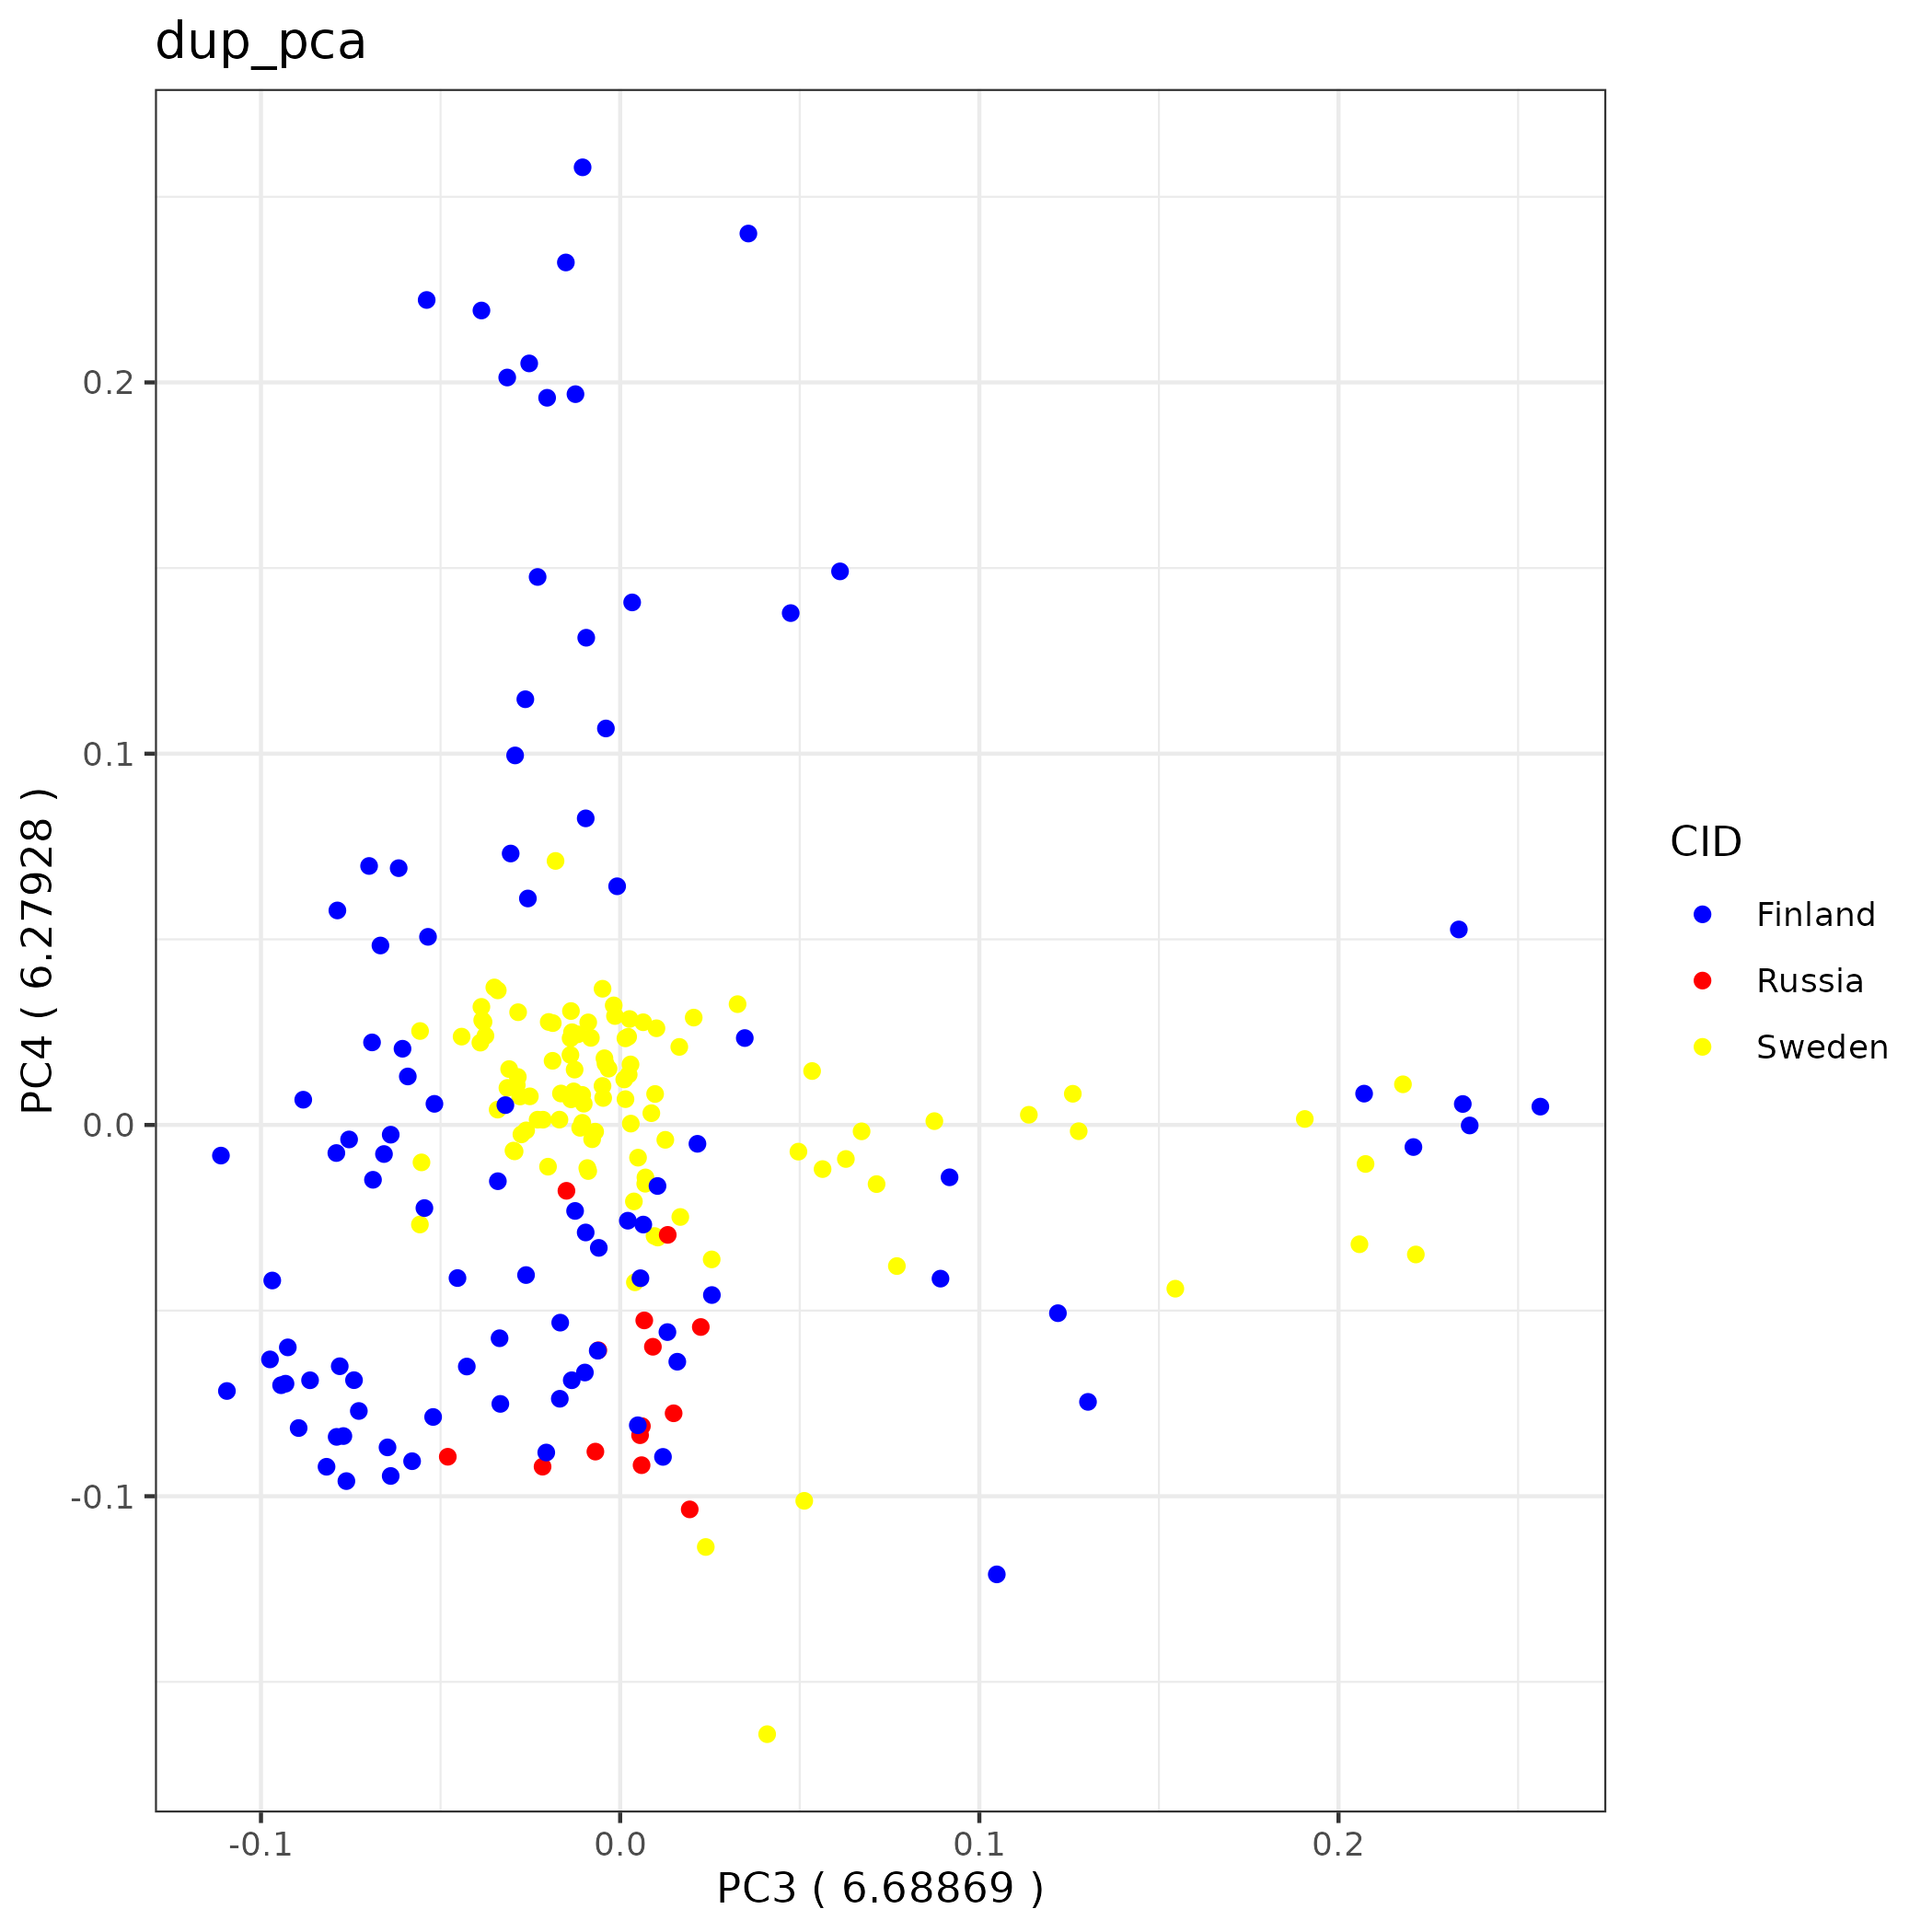 dup_pca
0.2
0.1
0.0
-0.1
PC4 ( 6.27928 )
-0.1
0.0
0.1
0.2
PC3 ( 6.68869 )
CID
Finland
Russia
Sweden